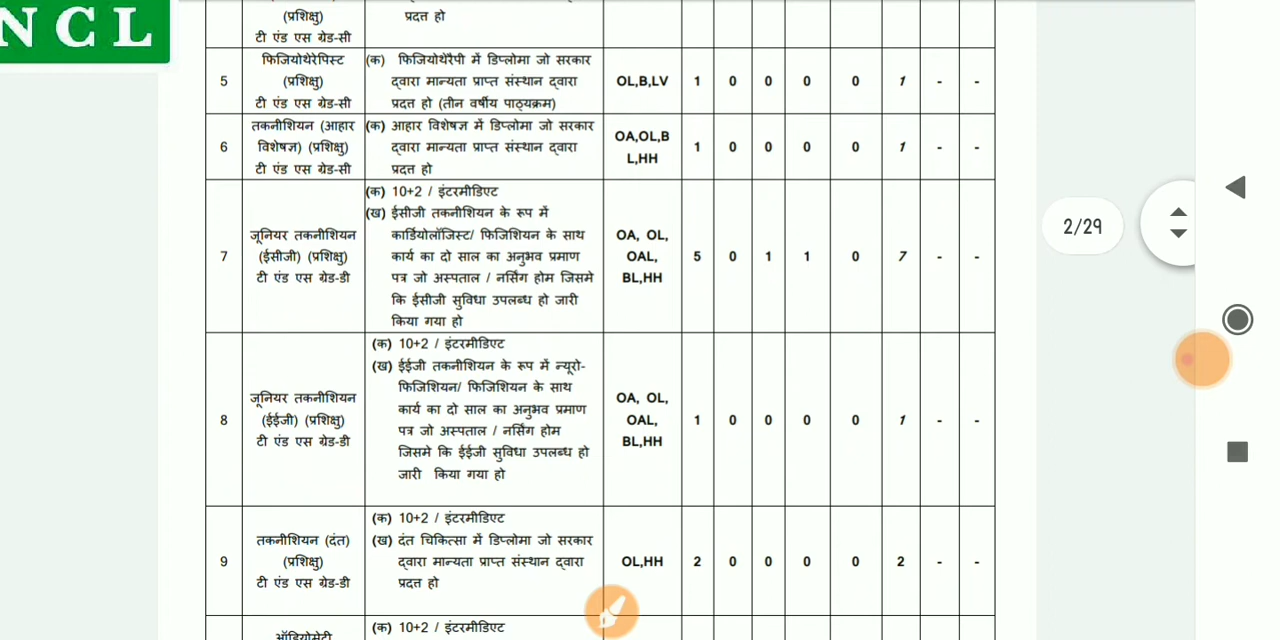 NCL
(प्रशिक्षु)
टी एंड एस ग्रेड-सी
प्रदत्त हो
5
फिजियोथेरेपिस्ट
(प्रशिक्षु)
टी एंड एस ग्रेड-सी
(क) फिजियोथेरैपी में डिप्लोमा जो सरकार
द्वारा मान्यता प्राप्त संस्थान द्वारा
प्रदत्त हो (तीन वर्षीय पाठ्यक्रम)
OL,B,LV
1 0 0 0 0 1 - -
6
तकनीशियन (आहार
विशेषज्ञ) (प्रशिक्षु)
टी एंड एस ग्रेड-सी
(क) आहार विशेषज्ञ में डिप्लोमा जो सरकार
द्वारा मान्यता प्राप्त संस्थान द्वारा
प्रदत्त हो
OA,OL,B
L,HH
1 0 0 0 0 1 - -
7
जूनियर तकनीशियन
(ईसीजी) (प्रशिक्षु)
टी एंड एस ग्रेड-डी
(क) 10+2 / इंटरमीडिएट
(ख) ईसीजी तकनीशियन के रूप में
कार्डियोलॉजिस्ट/ फिजिशियन के साथ
कार्य का दो साल का अनुभव प्रमाण
पत्र जो अस्पताल / नर्सिंग होम जिसमे
कि ईसीजी सुविधा उपलब्ध हो जारी
किया गया हो
OA, OL,
OAL,
BL,HH
5 0 1 1 0 7 - -
8
जूनियर तकनीशियन
(ईईजी) (प्रशिक्षु)
टी एंड एस ग्रेड-डी
(क) 10+2 / इंटरमीडिएट
(ख) ईईजी तकनीशियन के रूप में न्यूरो-
फिजिशियन/ फिजिशियन के साथ
कार्य का दो साल का अनुभव प्रमाण
पत्र जो अस्पताल / नर्सिंग होम
जिसमे कि ईईजी सुविधा उपलब्ध हो
जारी किया गया हो
OA, OL,
OAL,
BL,HH
1 0 0 0 0 1 - -
9
तकनीशियन (दंत)
(प्रशिक्षु)
टी एंड एस ग्रेड-डी
(क) 10+2 / इंटरमीडिएट
(ख) दंत चिकित्सा में डिप्लोमा जो सरकार
द्वारा मान्यता प्राप्त संस्थान द्वारा
प्रदत्त हो
OL,HH
2 0 0 0 0 2 - -
ऑडियोमेट्री
(क) 10+2 / इंटरमीडिएट
2/29